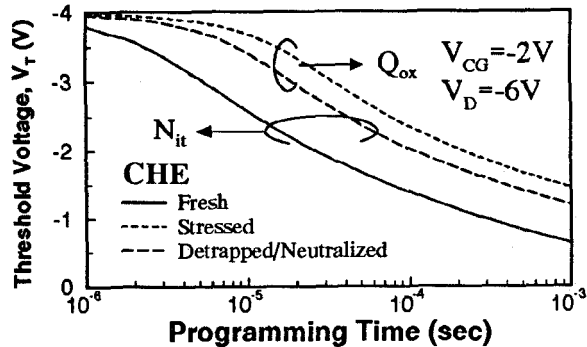 Threshold Voltage, V_T (V)
-4
-3
-2
-1
0
Q_ox
V_CG=-2V
V_D=-6V
N_it
CHE
Fresh
Stressed
Detrapped/Neutralized
10^-6
10^-5
10^-4
10^-3
Programming Time (sec)